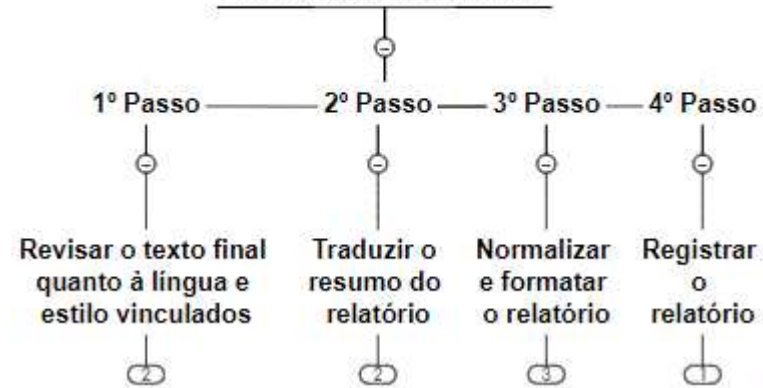 1º Passo 2º Passo 3º Passo 4º Passo
Revisar o texto final
quanto à língua e
estilo vinculados
Traduzir o
resumo do
relatório
Normalizar
e formatar
o relatório
Registrar
o
relatório
2 2 3 1